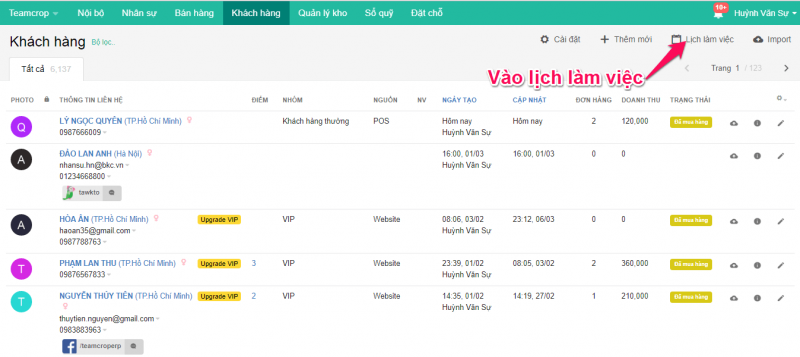 Teamcrop Nội bộ Nhân sự Bán hàng Khách hàng Quản lý kho Sổ quỹ Đặt chỗ 10+ Huỳnh Văn Sự
Khách hàng Bộ lọc.. Cài đặt Thêm mới Lịch làm việc Import
Tất cả 6,137 Vào lịch làm việc Trang 1 / 123
PHOTO THÔNG TIN LIÊN HỆ ĐIỂM NHÓM NGUỒN NV NGÀY TẠO CẬP NHẬT ĐƠN HÀNG DOANH THU TRẠNG THÁI
Q LÝ NGỌC QUYÊN (TP.Hồ Chí Minh) Khách hàng thường POS Hôm nay Hôm nay 2 120,000 Đã mua hàng
0987666009 Huỳnh Văn Sự
A ĐÀO LAN ANH (Hà Nội) 16:00, 01/03 16:00, 01/03 0 0
nhansu.hn@bkc.vn Huỳnh Văn Sự
01234668800
tawkto
A HÒA ÂN (TP.Hồ Chí Minh) Upgrade VIP VIP Website 08:06, 03/02 23:12, 06/03 0 0 Đã mua hàng
haoan35@gmail.com Huỳnh Văn Sự
0987788763
T PHẠM LAN THU (TP.Hồ Chí Minh) Upgrade VIP 3 VIP Website 23:39, 01/02 08:05, 03/02 2 360,000 Đã mua hàng
0976567833 Huỳnh Văn Sự
T NGUYỄN THỦY TIÊN (TP.Hồ Chí Minh) Upgrade VIP 2 VIP Website 14:35, 01/02 14:19, 27/02 1 210,000 Đã mua hàng
Huỳnh Văn Sự
thuytien.nguyen@gmail.com
0983883963
/teamcroperp